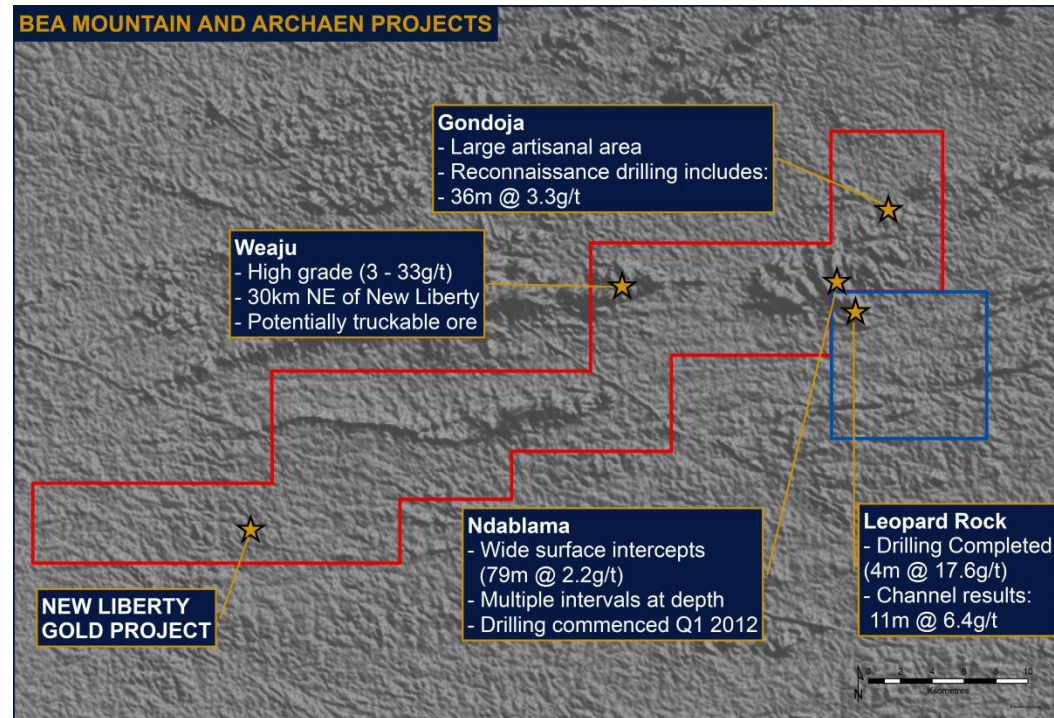 BEA MOUNTAIN AND ARCHAEN PROJECTS
Gondoja
- Large artisanal area
- Reconnaissance drilling includes:
- 36m @ 3.3g/t
Weaju
- High grade (3 - 33g/t)
- 30km NE of New Liberty
- Potentially truckable ore
Ndablama
- Wide surface intercepts
(79m @ 2.2g/t)
- Multiple intervals at depth
- Drilling commenced Q1 2012
Leopard Rock
- Drilling Completed
(4m @ 17.6g/t)
- Channel results:
11m @ 6.4g/t
NEW LIBERTY
GOLD PROJECT
0 2 4 6 8 10
Kilometres
N